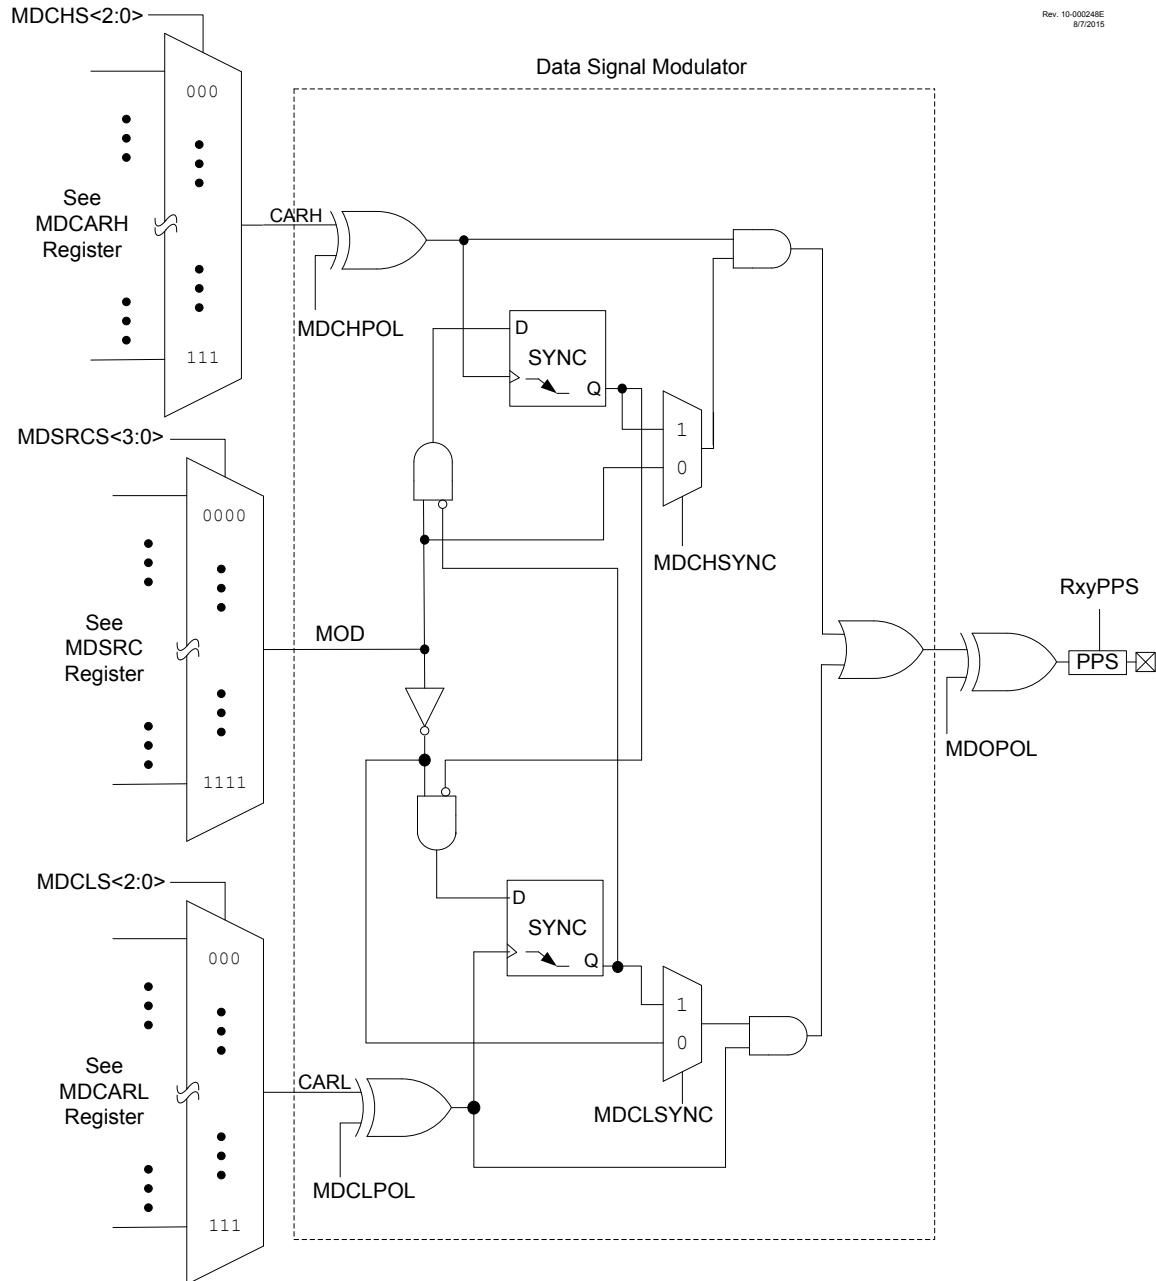 MDCHS<2:0>
Rev. 10-000248E
8/7/2015
Data Signal Modulator
000
See
MDCARH
Register
CARH
111
MDCHPOL
D
SYNC
Q
1
0
MDCHSYNC
MDSRCS<3:0>
0000
See
MDSRC
Register
MOD
1111
RxyPPS
PPS
MDOPOL
MDCLS<2:0>
000
D
SYNC
Q
1
0
See
MDCARL
Register
CARL
MDCLSYNC
MDCLPOL
111